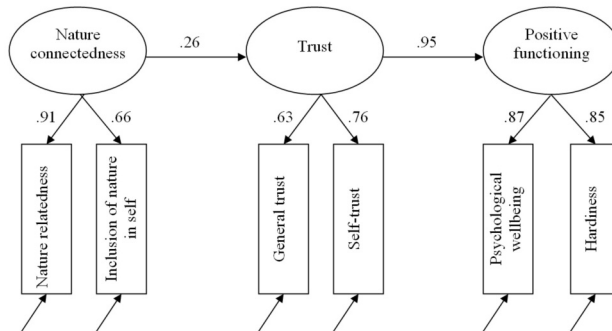 Nature
connectedness
.26
Trust
.95
Positive
functioning
.91
.66
.63
.76
.87
.85
Nature relatedness
Inclusion of nature
in self
General trust
Self-trust
Psychological
wellbeing
Hardiness